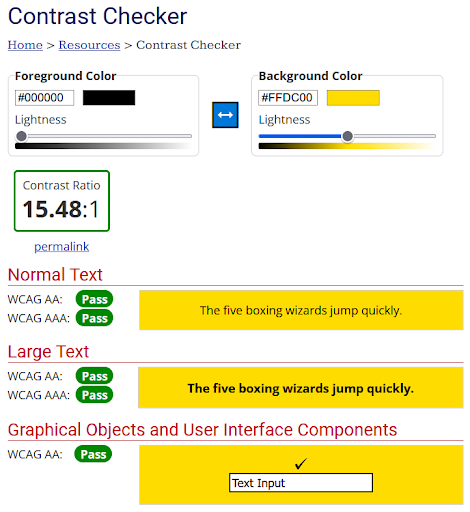 Contrast Checker
Home > Resources > Contrast Checker
Foreground Color
#000000
Lightness
Background Color
#FFDC00
Lightness
Contrast Ratio
15.48:1
permalink
Normal Text
WCAG AA: Pass
WCAG AAA: Pass
The five boxing wizards jump quickly.
Large Text
WCAG AA: Pass
WCAG AAA: Pass
The five boxing wizards jump quickly.
Graphical Objects and User Interface Components
WCAG AA: Pass
✓
Text Input